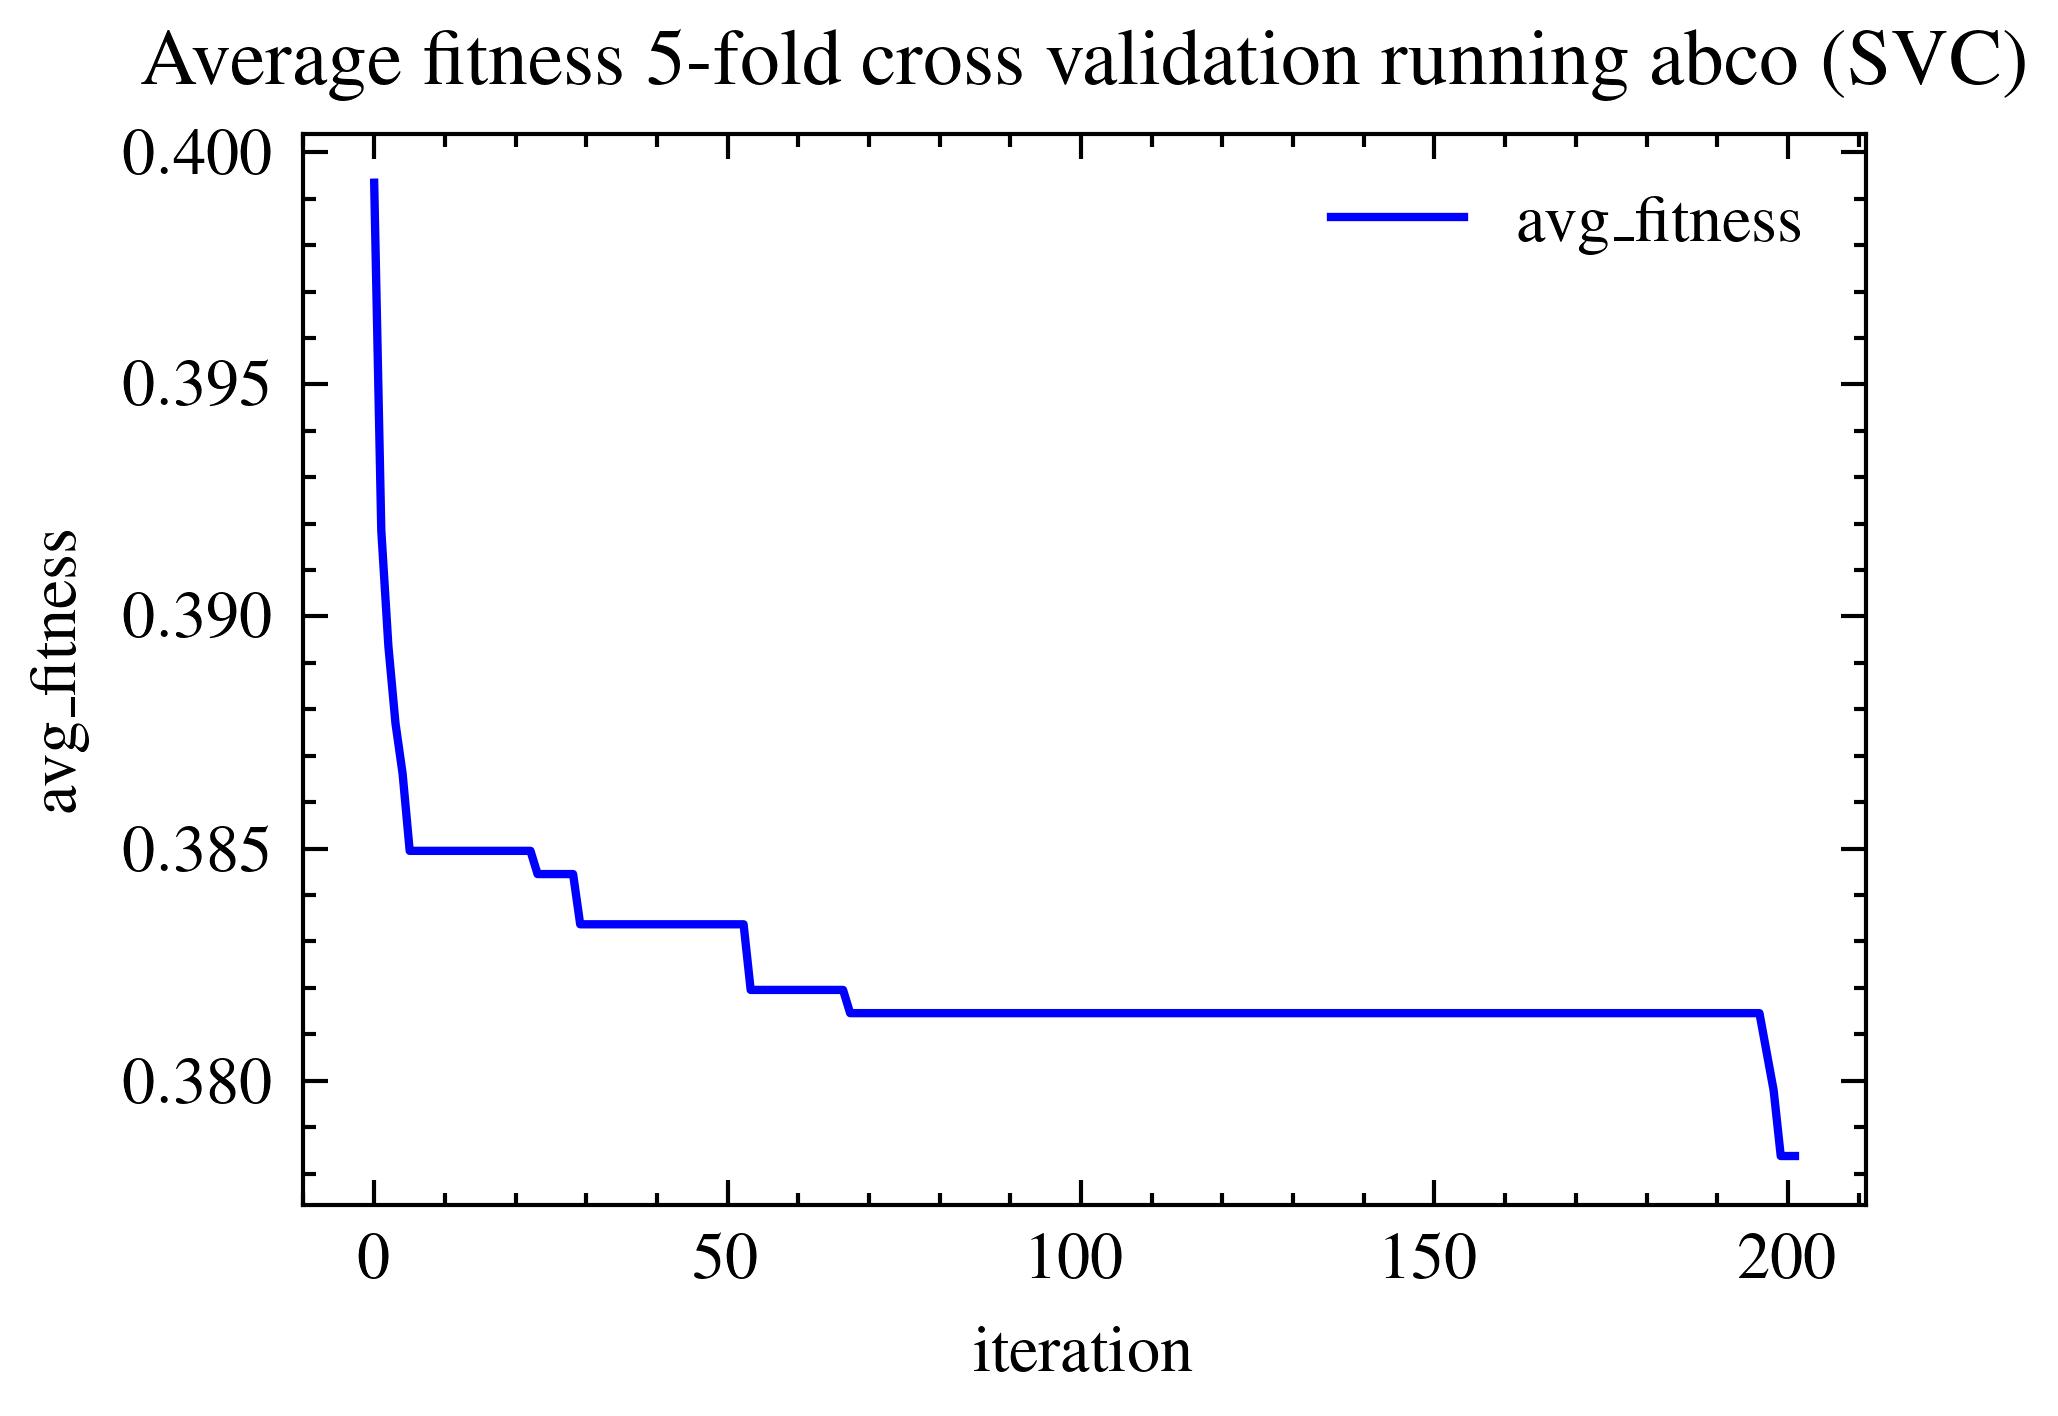 Average fitness 5-fold cross validation running abco (SVC)
0.400
avg_fitness
0.395
0.390
avg_fitness
0.385
0.380
0 50 100 150 200
iteration